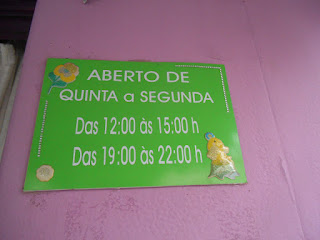 ABERTO DE
QUINTA a SEGUNDA
Das 12:00 às 15:00 h
Das 19:00 às 22:00 h